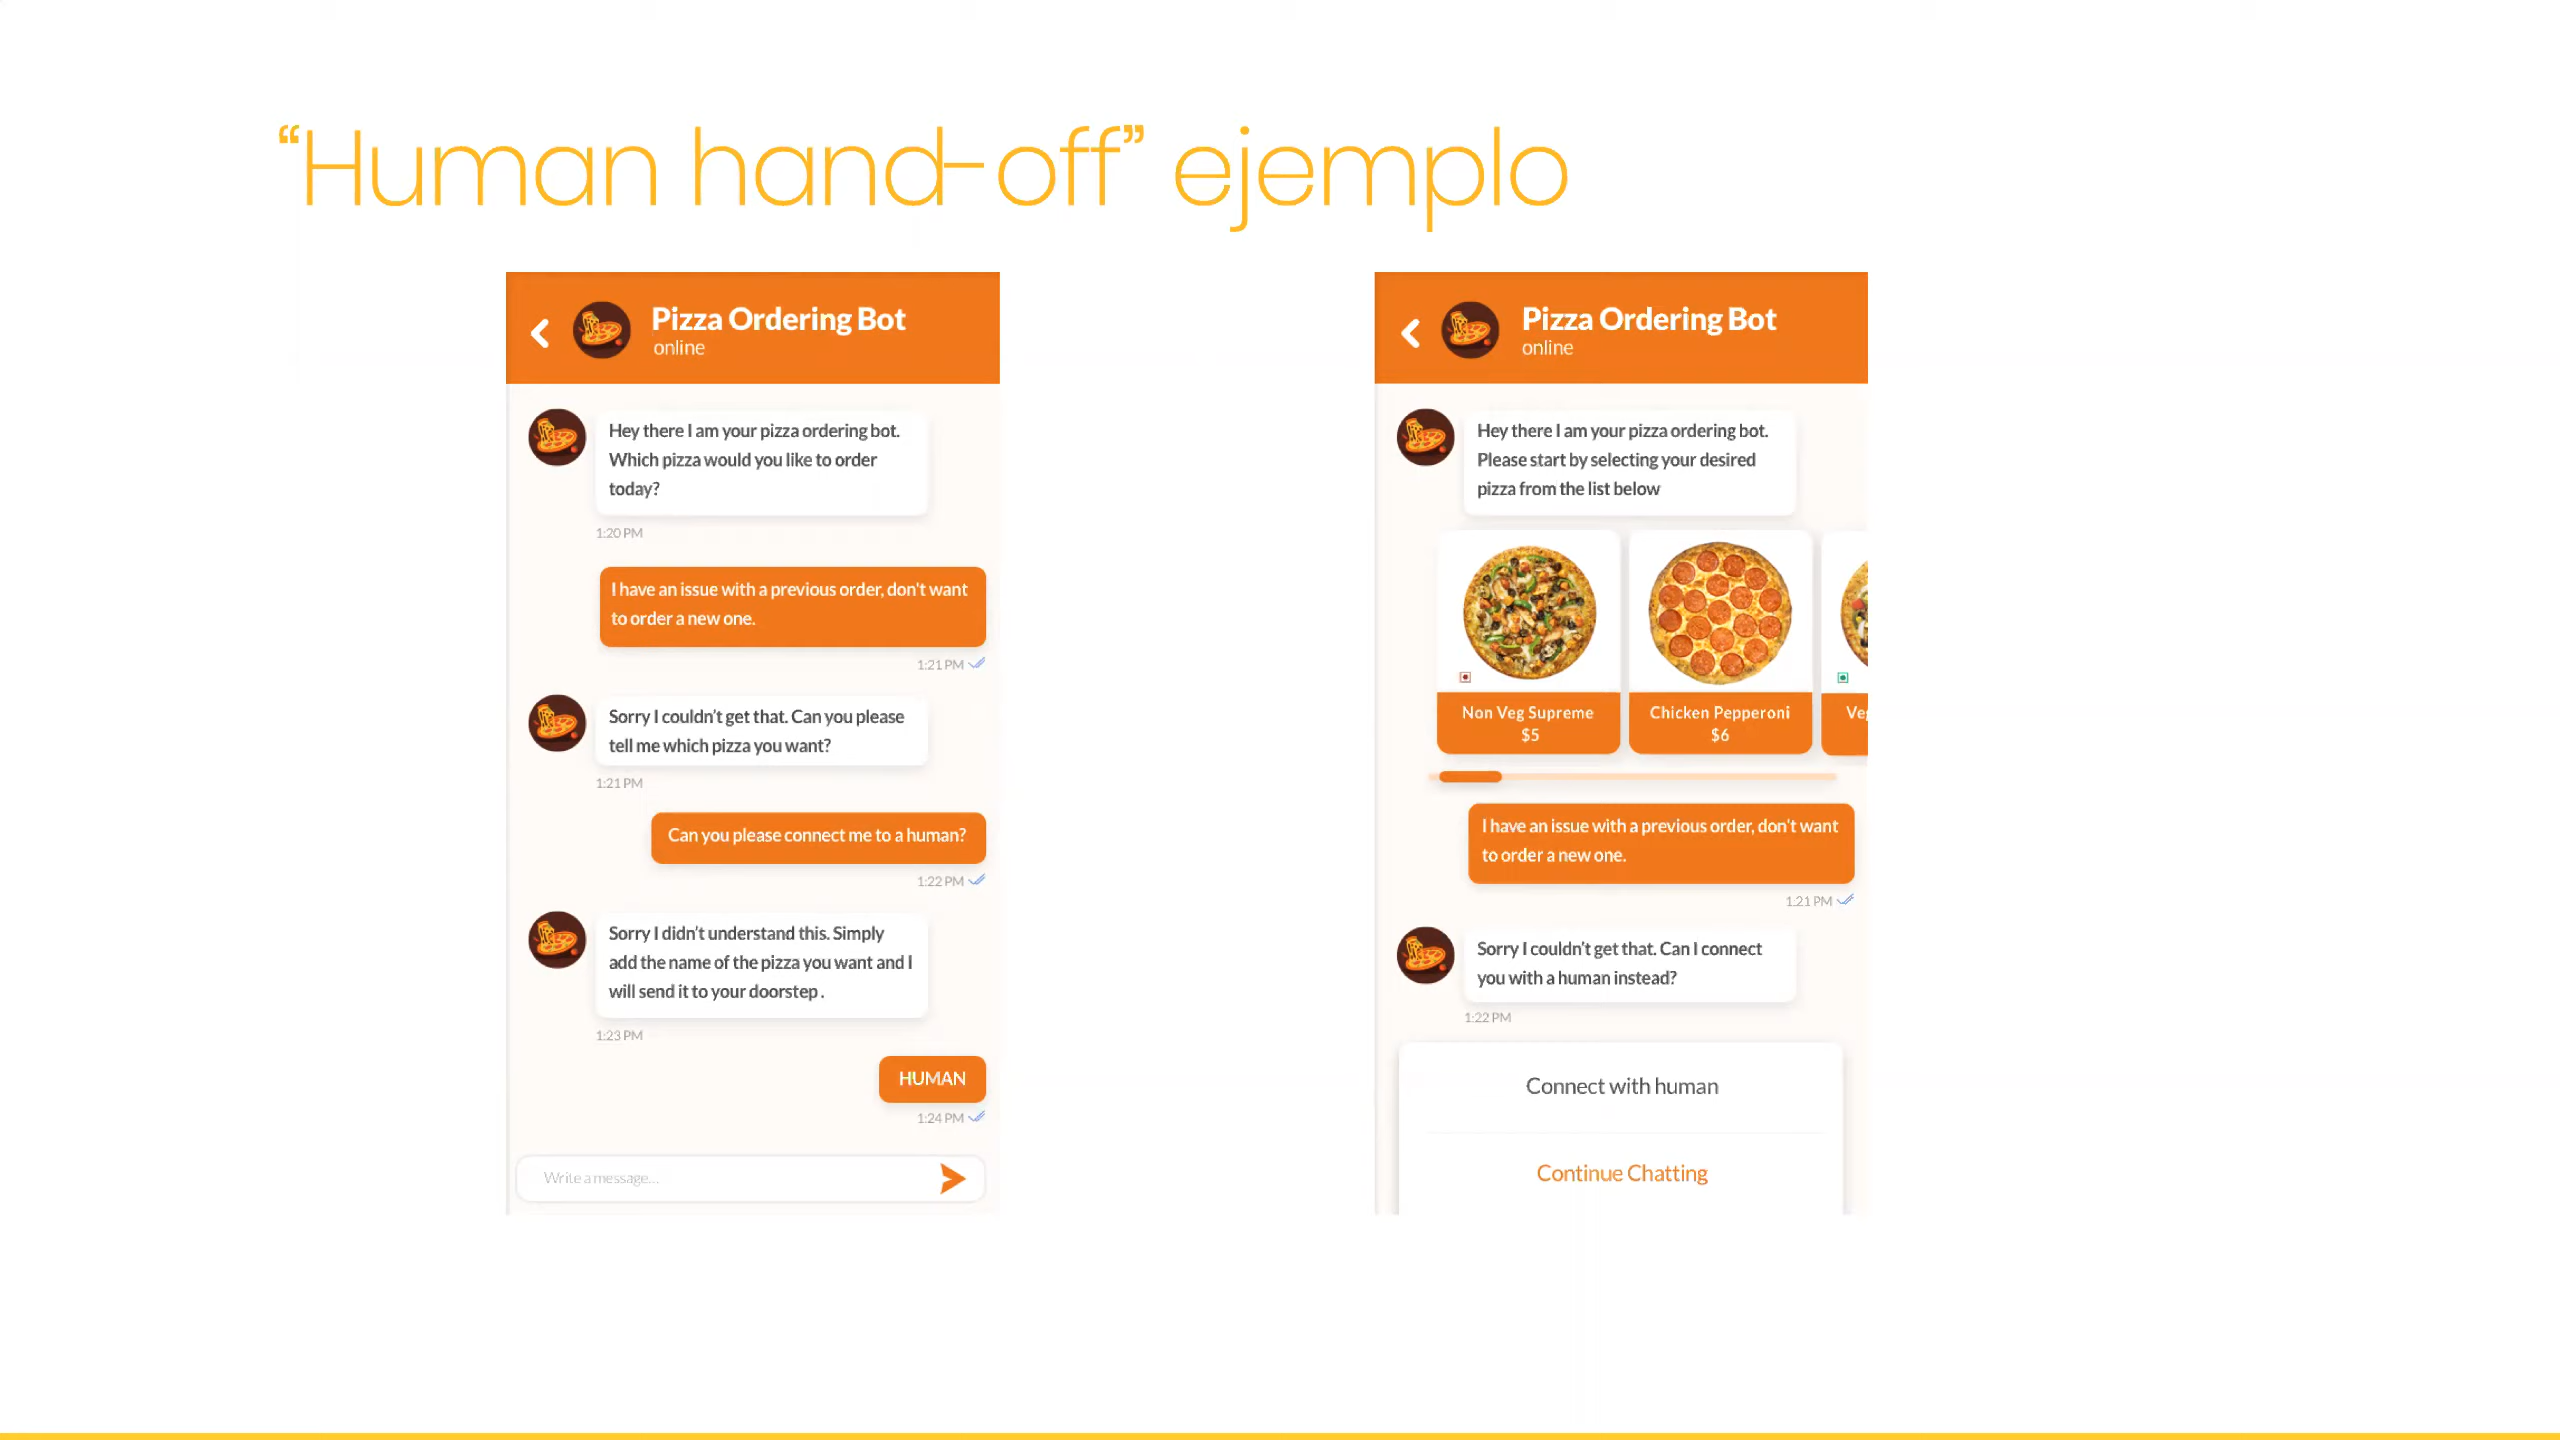 “Human hand-off” ejemplo
Pizza Ordering Bot
online
Hey there I am your pizza ordering bot.
Which pizza would you like to order
today?
1:20 PM
I have an issue with a previous order, don't want
to order a new one.
1:21 PM
Sorry I couldn't get that. Can you please
tell me which pizza you want?
1:21 PM
Can you please connect me to a human?
1:22 PM
Sorry I didn't understand this. Simply
add the name of the pizza you want and I
will send it to your doorstep .
1:23 PM
HUMAN
1:24 PM
Write a message...
Pizza Ordering Bot
online
Hey there I am your pizza ordering bot.
Please start by selecting your desired
pizza from the list below
Non Veg Supreme
$5
Chicken Pepperoni
$6
Veg
I have an issue with a previous order, don't want
to order a new one.
1:21 PM
Sorry I couldn't get that. Can I connect
you with a human instead?
1:22 PM
Connect with human
Continue Chatting